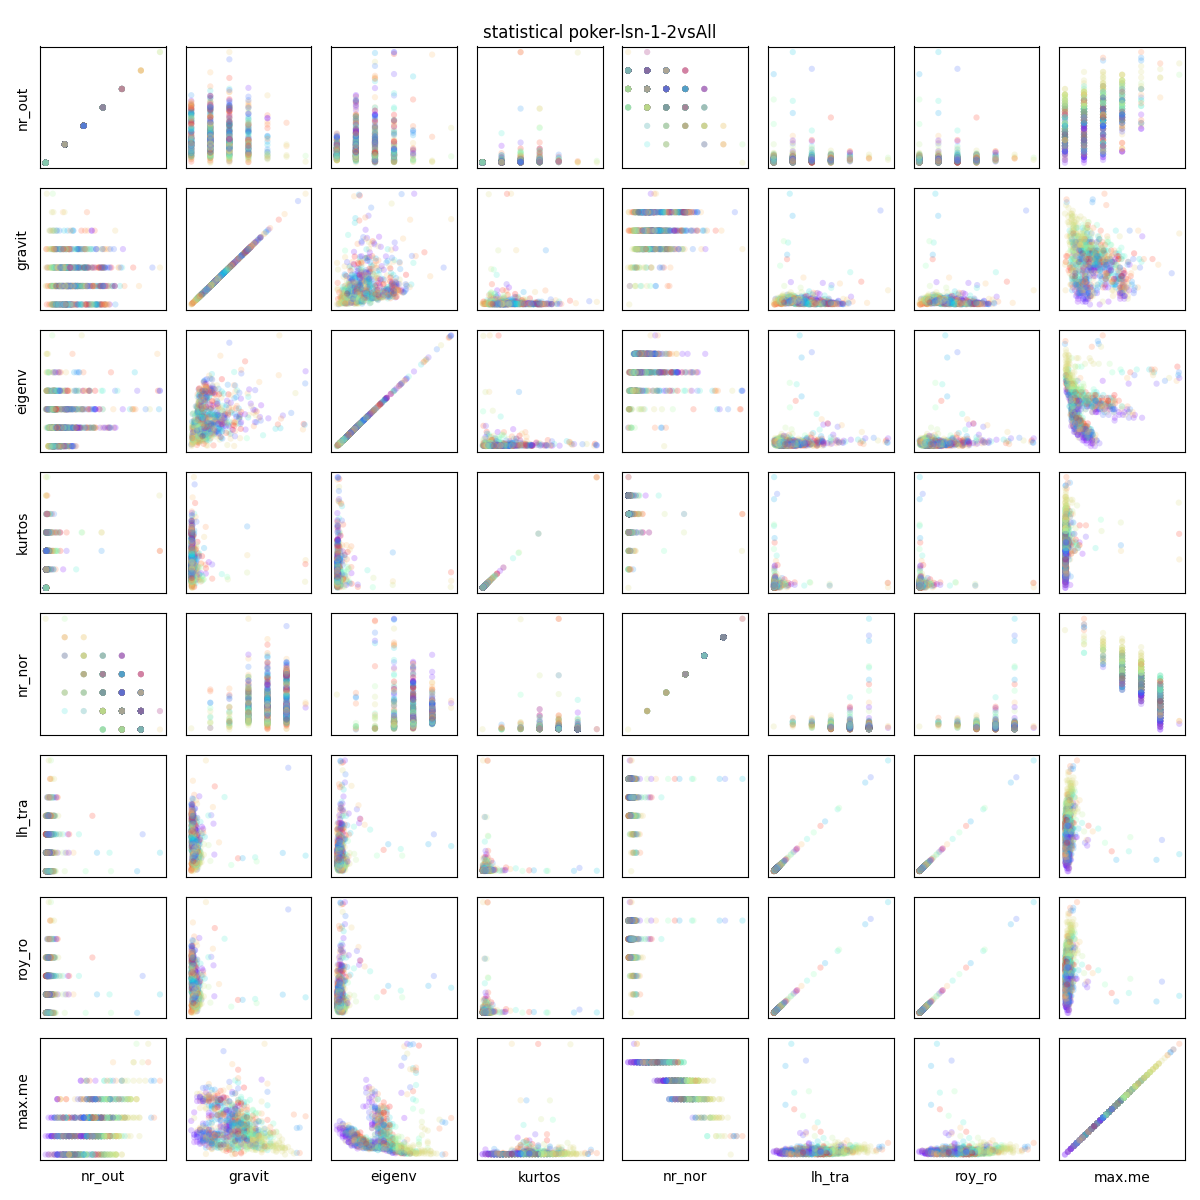 statistical poker-lsn-1-2vsAll
nr_out
gravit
eigenv
kurtos
nr_nor
lh_tra
roy_ro
max.me
nr_out gravit eigenv kurtos nr_nor lh_tra roy_ro max.me